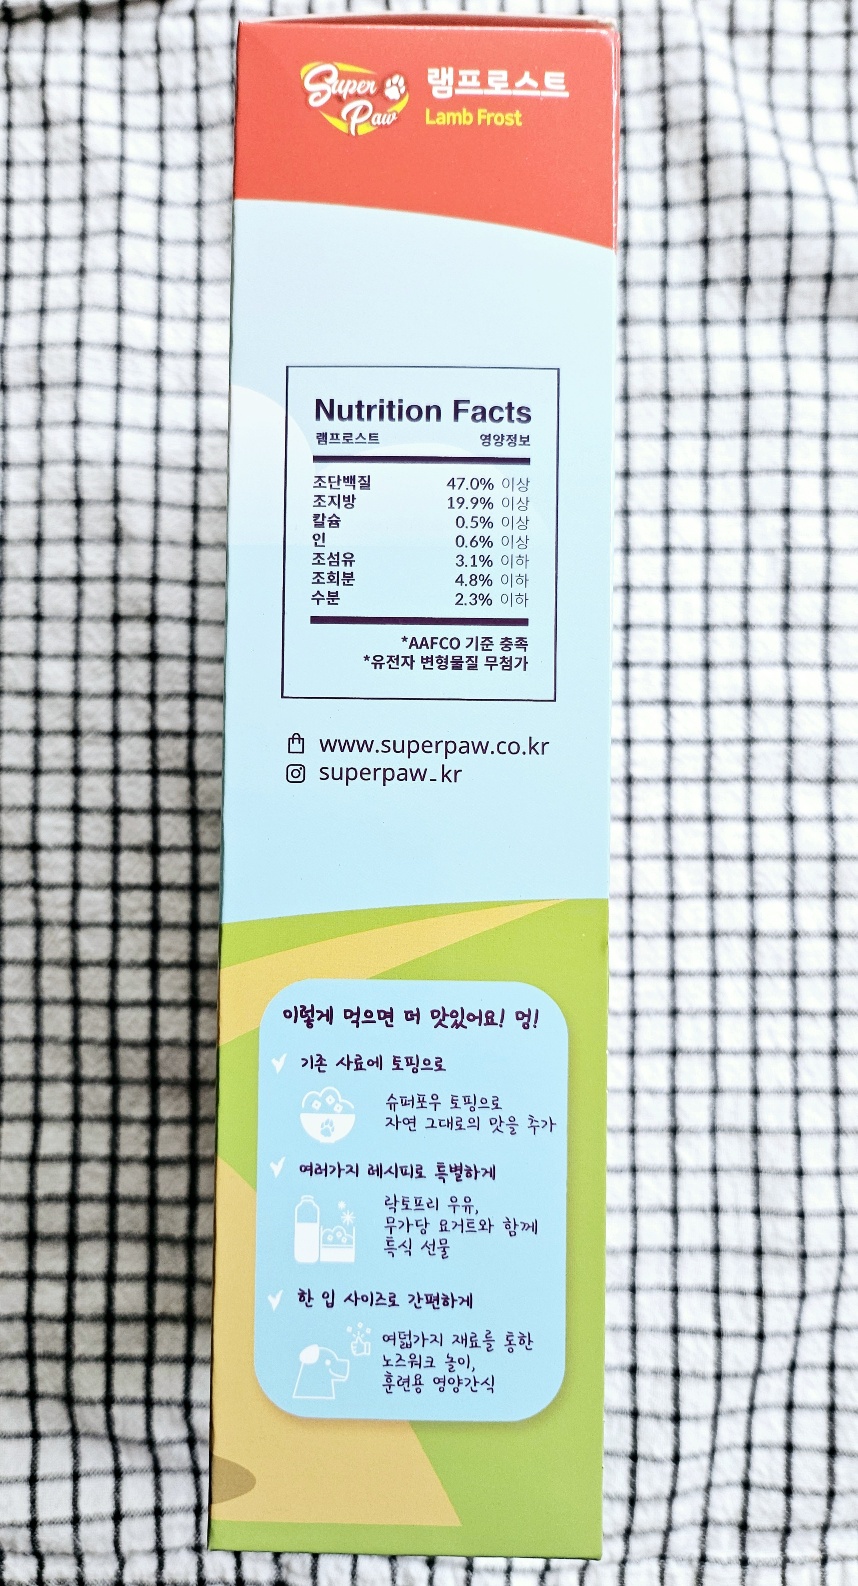 Super Paw
램프로스트
Lamb Frost
Nutrition Facts
램프로스트 영양정보
조단백질 47.0% 이상
조지방 19.9% 이상
칼슘 0.5% 이상
인 0.6% 이상
조섬유 3.1% 이하
조회분 4.8% 이하
수분 2.3% 이하
*AAFCO 기준 충족
*유전자 변형물질 무첨가
www.superpaw.co.kr
superpaw_kr
이렇게 먹으면 더 맛있어요! 멍!
기존 사료에 토핑으로
슈퍼포우 토핑으로
자연 그대로의 맛을 추가
여러가지 레시피로 특별하게
락토프리 우유,
무가당 요거트와 함께
특식 선물
한 입 사이즈로 간편하게
여덟가지 재료를 통한
노즈워크 놀이,
훈련용 영양간식